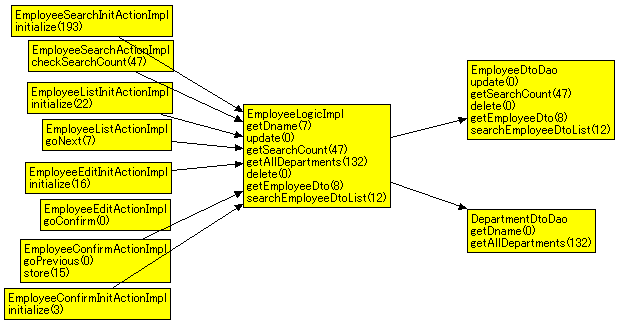 EmployeeSearchInitActionImpl
initialize(193)
EmployeeSearchActionImpl
checkSearchCount(47)
EmployeeListInitActionImpl
initialize(22)
EmployeeListActionImpl
goNext(7)
EmployeeEditInitActionImpl
initialize(16)
EmployeeEditActionImpl
goConfirm(0)
EmployeeConfirmActionImpl
goPrevious(0)
store(15)
EmployeeConfirmInitActionImpl
initialize(3)
EmployeeLogicImpl
getDname(7)
update(0)
getSearchCount(47)
getAllDepartments(132)
delete(0)
getEmployeeDto(8)
searchEmployeeDtoList(12)
EmployeeDtoDao
update(0)
getSearchCount(47)
delete(0)
getEmployeeDto(8)
searchEmployeeDtoList(12)
DepartmentDtoDao
getDname(0)
getAllDepartments(132)